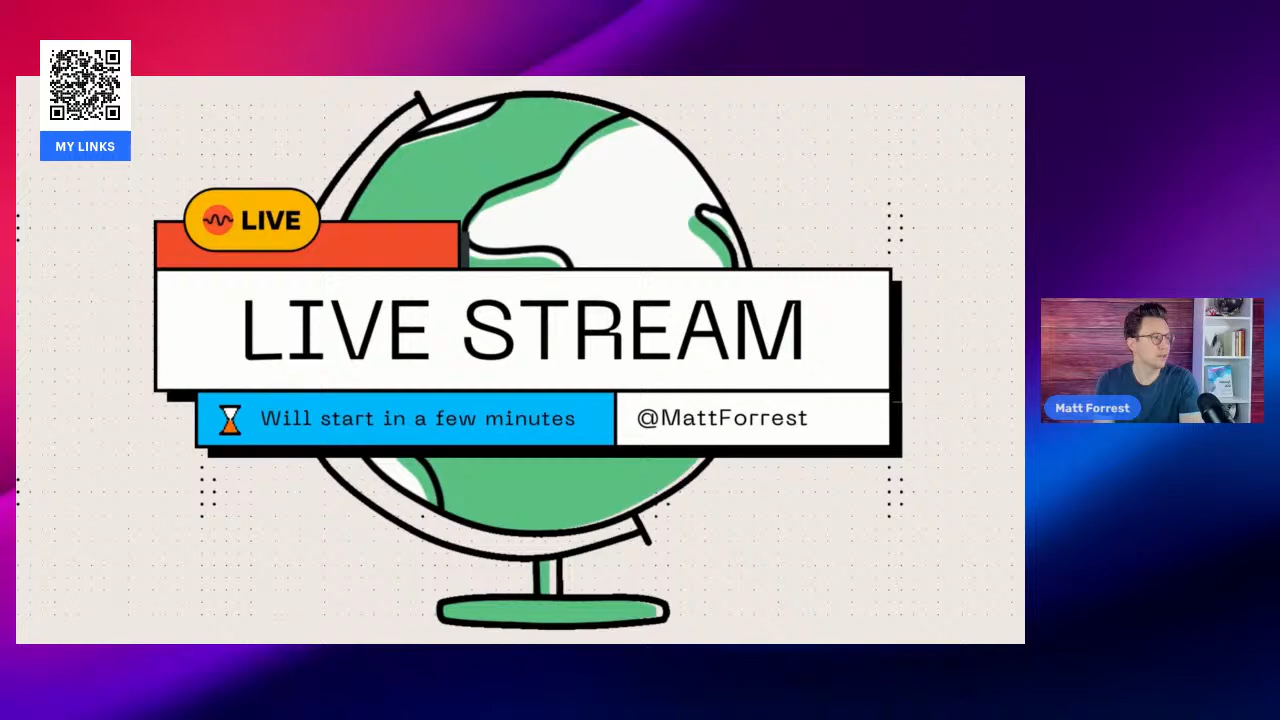 MY LINKS
LIVE
LIVE STREAM
Will start in a few minutes
@MattForrest
Matt Forrest